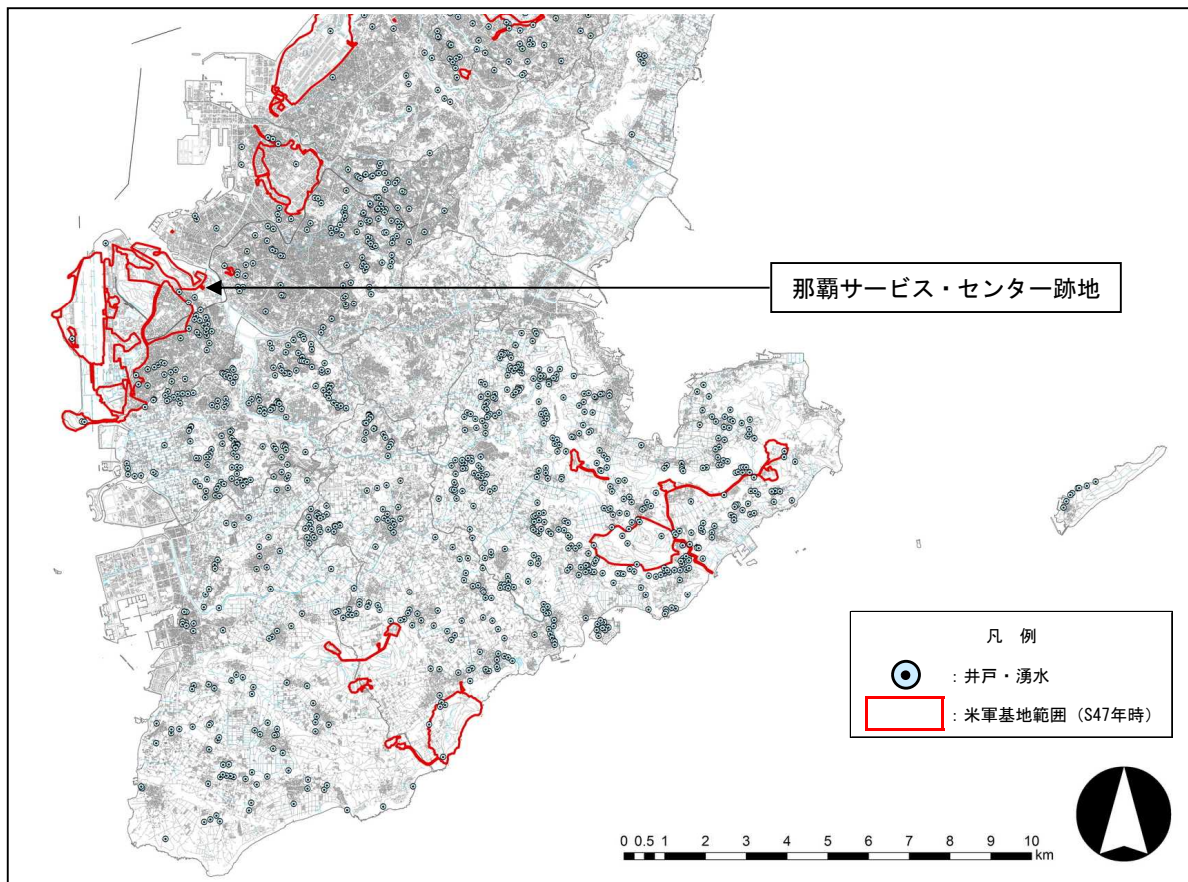 那覇サービス・センター跡地
凡 例
：井戸・湧水
：米軍基地範囲（S47年時）
0 0.5 1 2 3 4 5 6 7 8 9 10
km